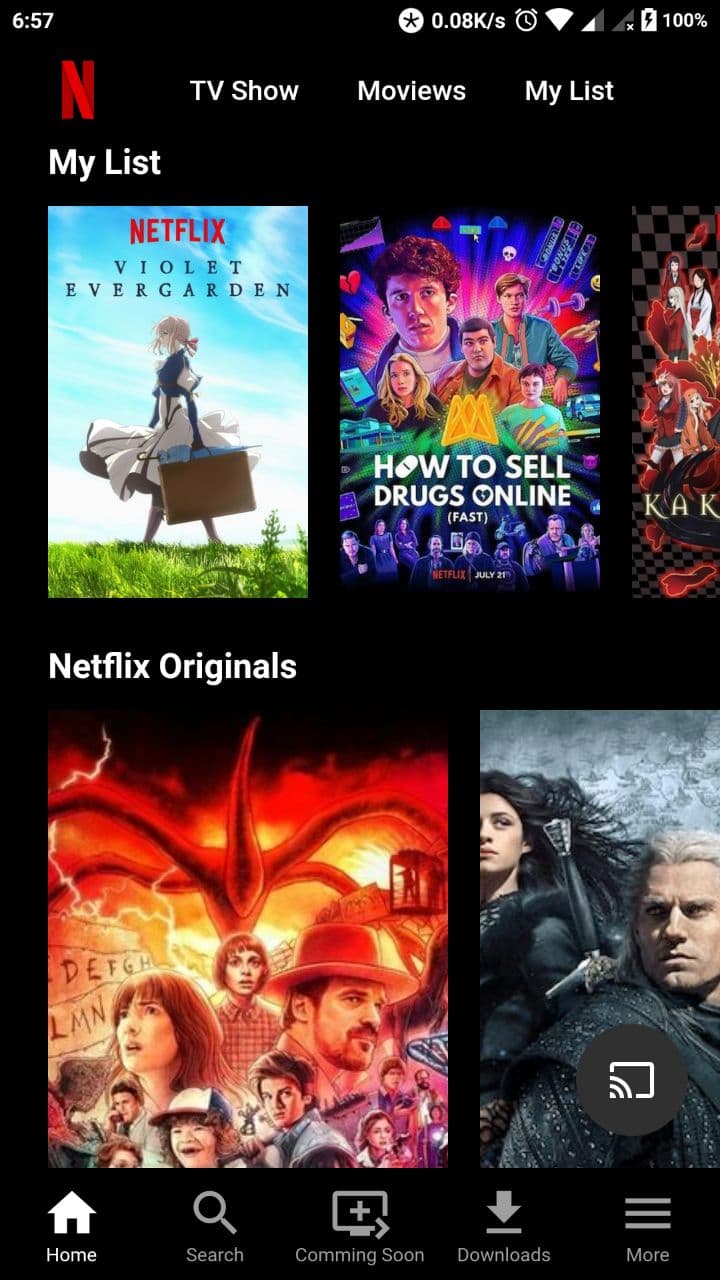 6:57
0.08K/s
100%
N
TV Show
Moviews
My List
My List
NETFLIX
VIOLET
EVERGARDEN
HOW TO SELL
DRUGS ONLINE
(FAST)
NETFLIX | JULY 21
KAK
Netflix Originals
DEFGH
LMN
Home
Search
Comming Soon
Downloads
More